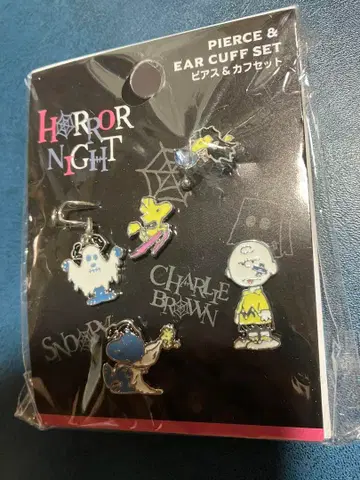 PIERCE &
EAR CUFF SET
ピアス&カフセット
HORROR
NIGHT
CHARLIE
BROWN
SNOOPY